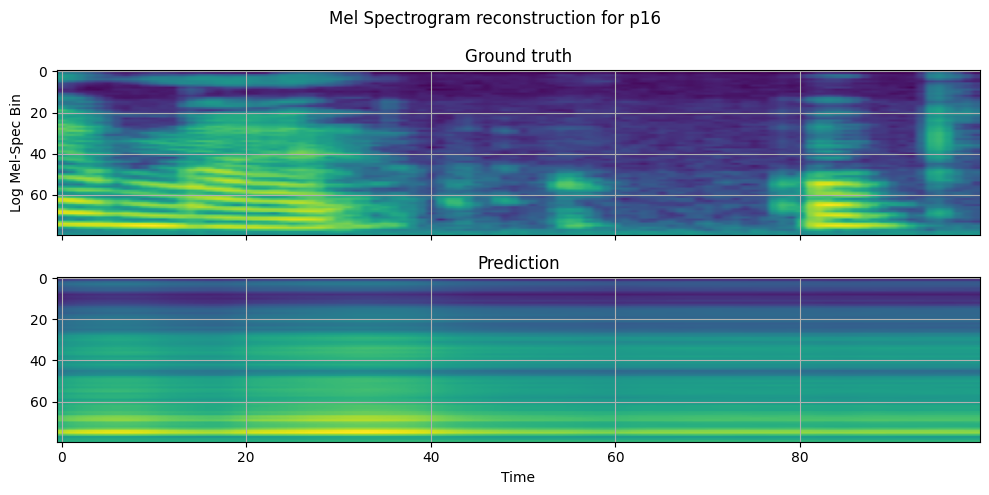 Mel Spectrogram reconstruction for p16
Ground truth
0
20
40
60
Log Mel-Spec Bin
Prediction
0
20
40
60
0 20 40 60 80
Time